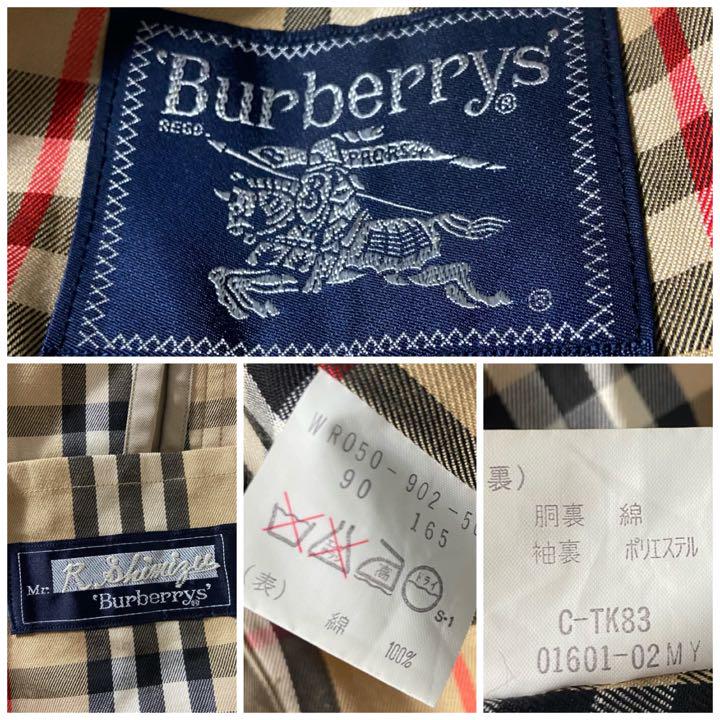 'Burberrys'®
REGD.
PRORSUM
®
Mr. R. Shimizu
'Burberrys'®
WR050-902-50
90 165
高 ドライ
S-1
(表)
綿 100%
裏)
胴裏 綿
袖裏 ポリエステル
C-TK83
01601-02MY